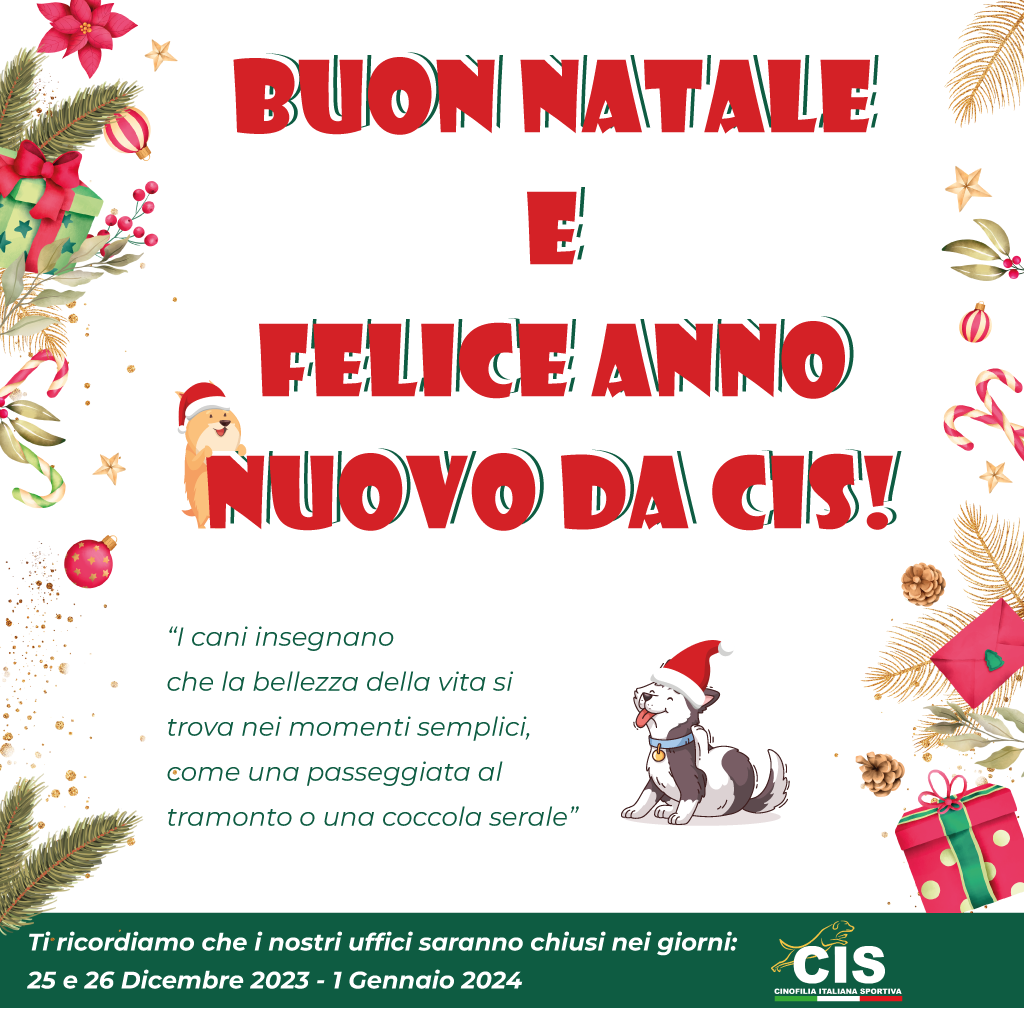 BUON NATALE
E
FELICE ANNO
NUOVO DA CIS!
“I cani insegnano
che la bellezza della vita si
trova nei momenti semplici,
come una passeggiata al
tramonto o una coccola serale”
Ti ricordiamo che i nostri uffici saranno chiusi nei giorni:
25 e 26 Dicembre 2023 - 1 Gennaio 2024
CIS
CINOFILIA ITALIANA SPORTIVA